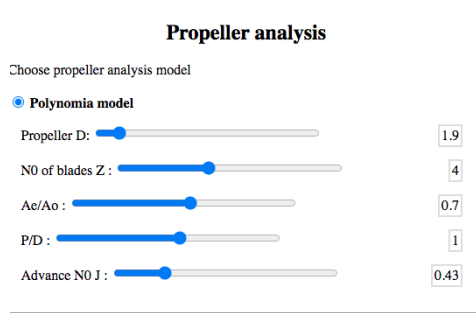 Propeller analysis
Choose propeller analysis model
Polynomia model
Propeller D: 1.9
N0 of blades Z : 4
Ae/Ao : 0.7
P/D : 1
Advance N0 J : 0.43